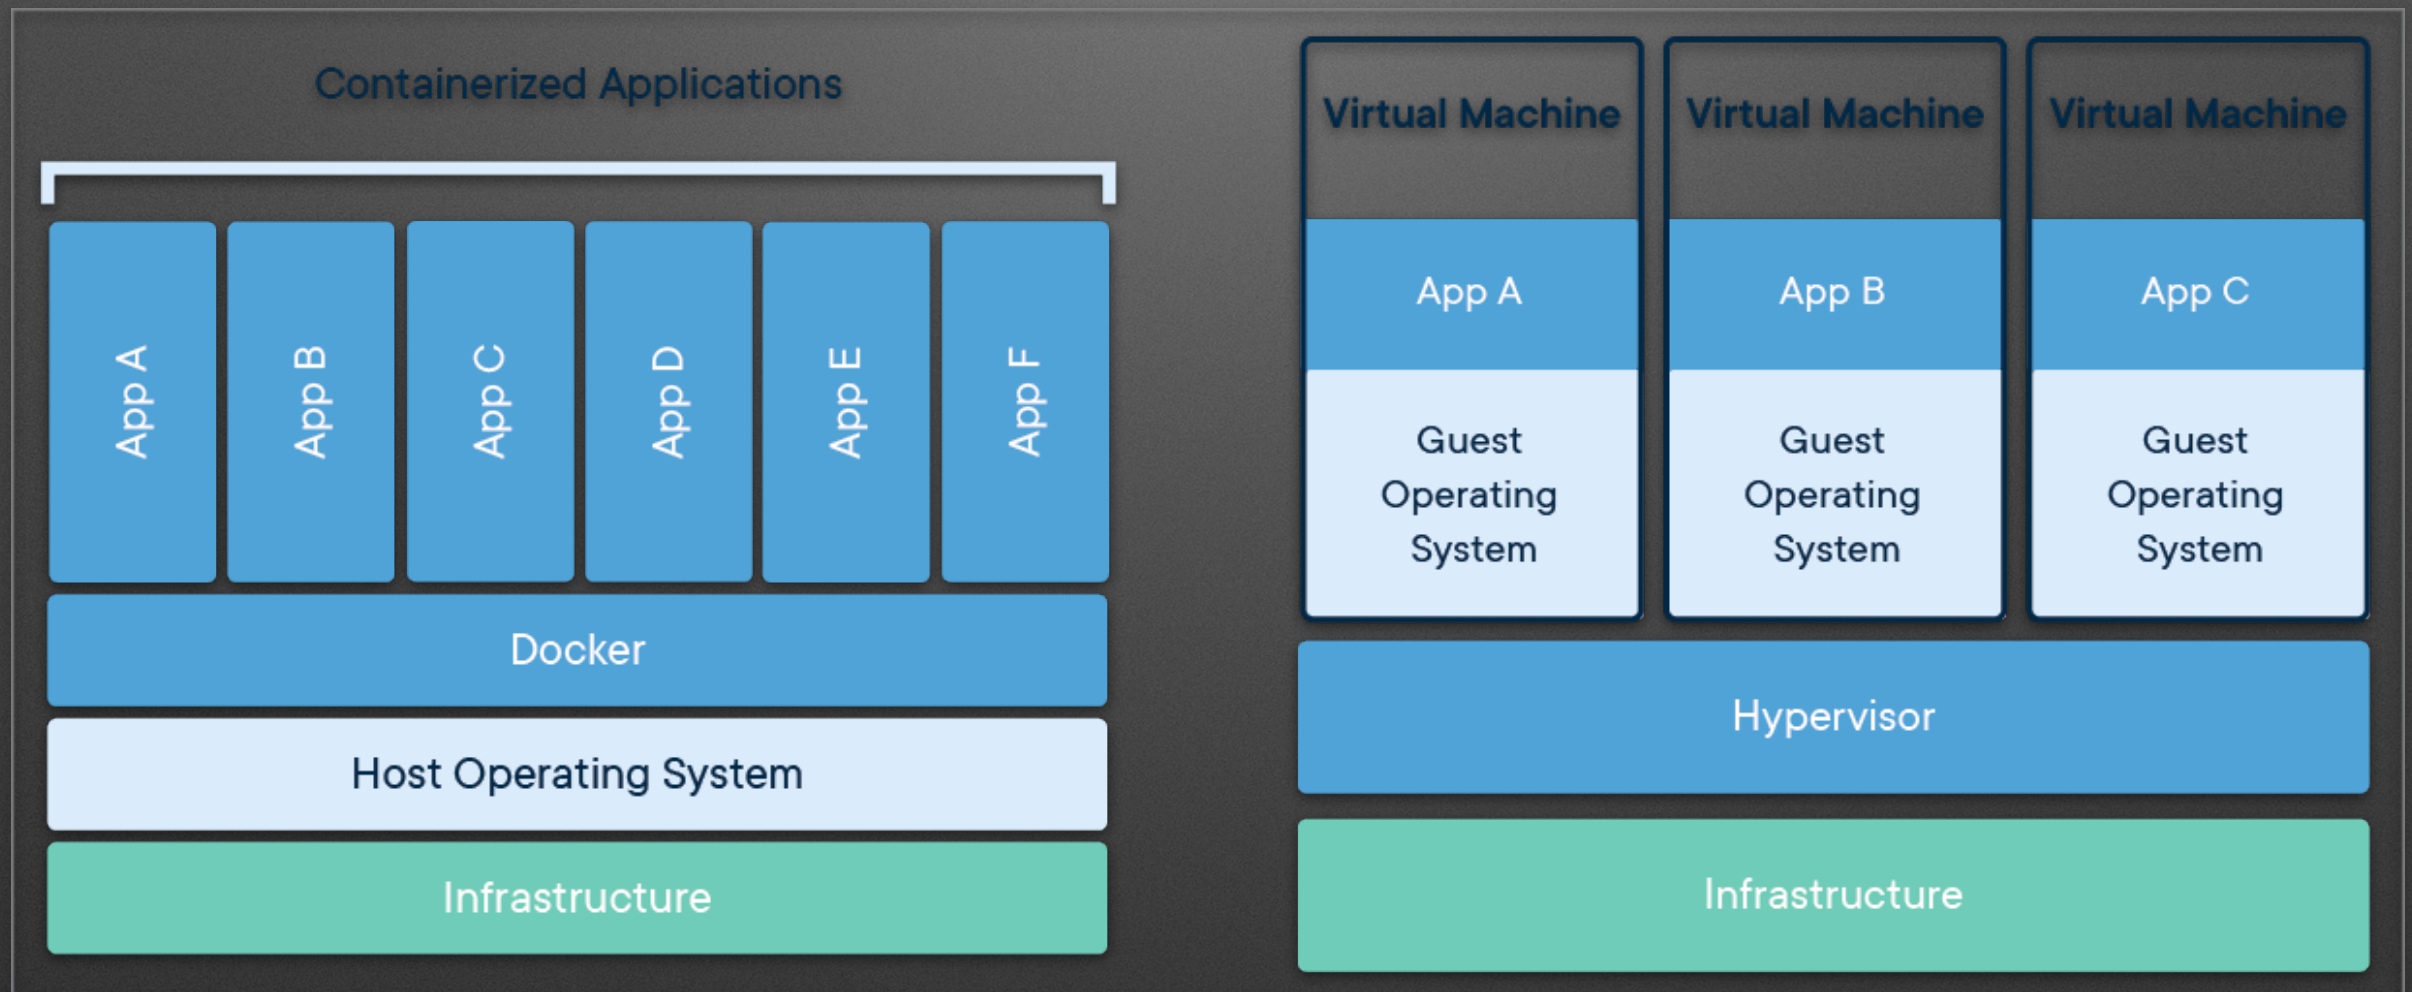 Containerized Applications
App A
App B
App C
App D
App E
App F
Docker
Host Operating System
Infrastructure
Virtual Machine
App A
Guest
Operating
System
Virtual Machine
App B
Guest
Operating
System
Virtual Machine
App C
Guest
Operating
System
Hypervisor
Infrastructure